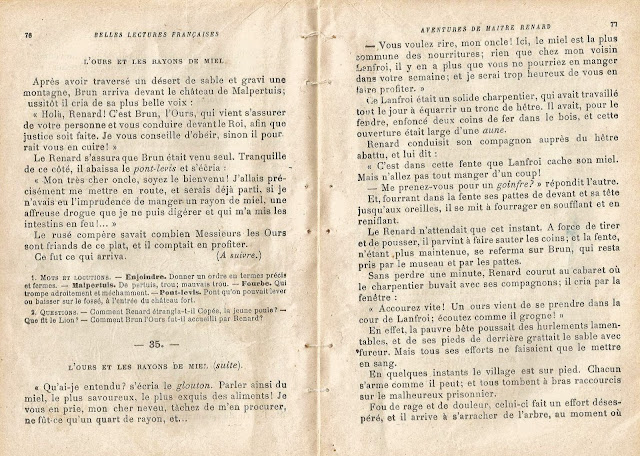 76 BELLES LECTURES FRANÇAISES
L'OURS ET LES RAYONS DE MIEL.
Après avoir traversé un désert de sable et gravi une
montagne, Brun arriva devant le château de Malpertuis;
ussitôt il cria de sa plus belle voix :
« Holà, Renard! C'est Brun, l'Ours, qui vient s'assurer
de votre personne et vous conduire devant le Roi, afin que
justice soit faite. Je vous conseille d'obéir, sinon il pour-
rait vous en cuire! »
Le Renard s'assura que Brun était venu seul. Tranquille
de ce côté, il abaissa le pont-levis et s'écria :
« Mon très cher oncle, soyez le bienvenu! J'allais pré-
cisément me mettre en route, et serais déjà parti, si je
n'avais eu l'imprudence de manger un rayon de miel, une
affreuse drogue que je ne puis digérer et qui m'a mis les
intestins en feu!... »
Le rusé compère savait combien Messieurs les Ours
sont friands de ce plat, et il comptait en profiter.
Ce fut ce qui arriva. (A suivre.)
1. MOTS ET LOCUTIONS. — Enjoindre. Donner un ordre en termes précis
et fermes. — Malpertuis. De pertuis, trou; mauvais trou. — Fourbe. Qui
trompe adroitement et méchamment. — Pont-levis. Pont qu'on pouvait lever
ou baisser sur le fossé, à l'entrée du château fort.
2. QUESTIONS. — Comment Renard étrangla-t-il Copée, la jeune poule? —
Que fit le Lion? — Comment Brun l'Ours fut-il accueilli par Renard?
— 35. —
L'OURS ET LES RAYONS DE MIEL (suite).
« Qu'ai-je entendu? s'écria le glouton. Parler ainsi du
miel, le plus savoureux, le plus exquis des aliments! Je
vous en prie, mon cher neveu, tâchez de m'en procurer,
ne fût-ce qu'un quart de rayon, et...
AVENTURES DE MAITRE RENARD 77
— Vous voulez rire, mon oncle! Ici, le miel est la plus
commune des nourritures; rien que chez mon voisin
Lanfroi, il y en a plus que vous ne pourriez en manger
dans votre semaine; et je serai trop heureux de vous en
faire profiter. »
Ce Lanfroi était un solide charpentier, qui avait travaillé
tout le jour à équarrir un tronc de hêtre. Il avait, pour le
fendre, enfoncé deux coins de fer dans le bois, et cette
ouverture était large d'une aune.
Renard conduisit son compagnon auprès du hêtre
abattu, et lui dit :
« C'est dans cette fente que Lanfroi cache son miel.
Mais n'allez pas tout manger d'un coup!
— Me prenez-vous pour un goinfre? » répondit l'autre.
Et, fourrant dans la fente ses pattes de devant et sa tête
jusqu'aux oreilles, il se mit à fourrager en soufflant et en
reniflant.
Le Renard n'attendait que cet instant. A force de tirer
et de pousser, il parvint à faire sauter les coins; et la fente,
n'étant plus maintenue, se referma sur Brun, qui resta
pris par le museau et par les pattes.
Sans perdre une minute, Renard courut au cabaret où
le charpentier buvait avec ses compagnons; il cria par la
fenêtre :
« Accourez vite! Un ours vient de se prendre dans la
cour de Lanfroi; écoutez comme il grogne! »
En effet, la pauvre bête poussait des hurlements lamen-
tables, et de ses pieds de derrière grattait le sable avec
fureur. Mais tous ses efforts ne faisaient que le mettre
en sang.
En quelques instants le village est sur pied. Chacun
s'arme comme il peut; et tous tombent à bras raccourcis
sur le malheureux prisonnier.
Fou de rage et de douleur, celui-ci fait un effort déses-
péré, et il arrive à s'arracher de l'arbre, au moment où